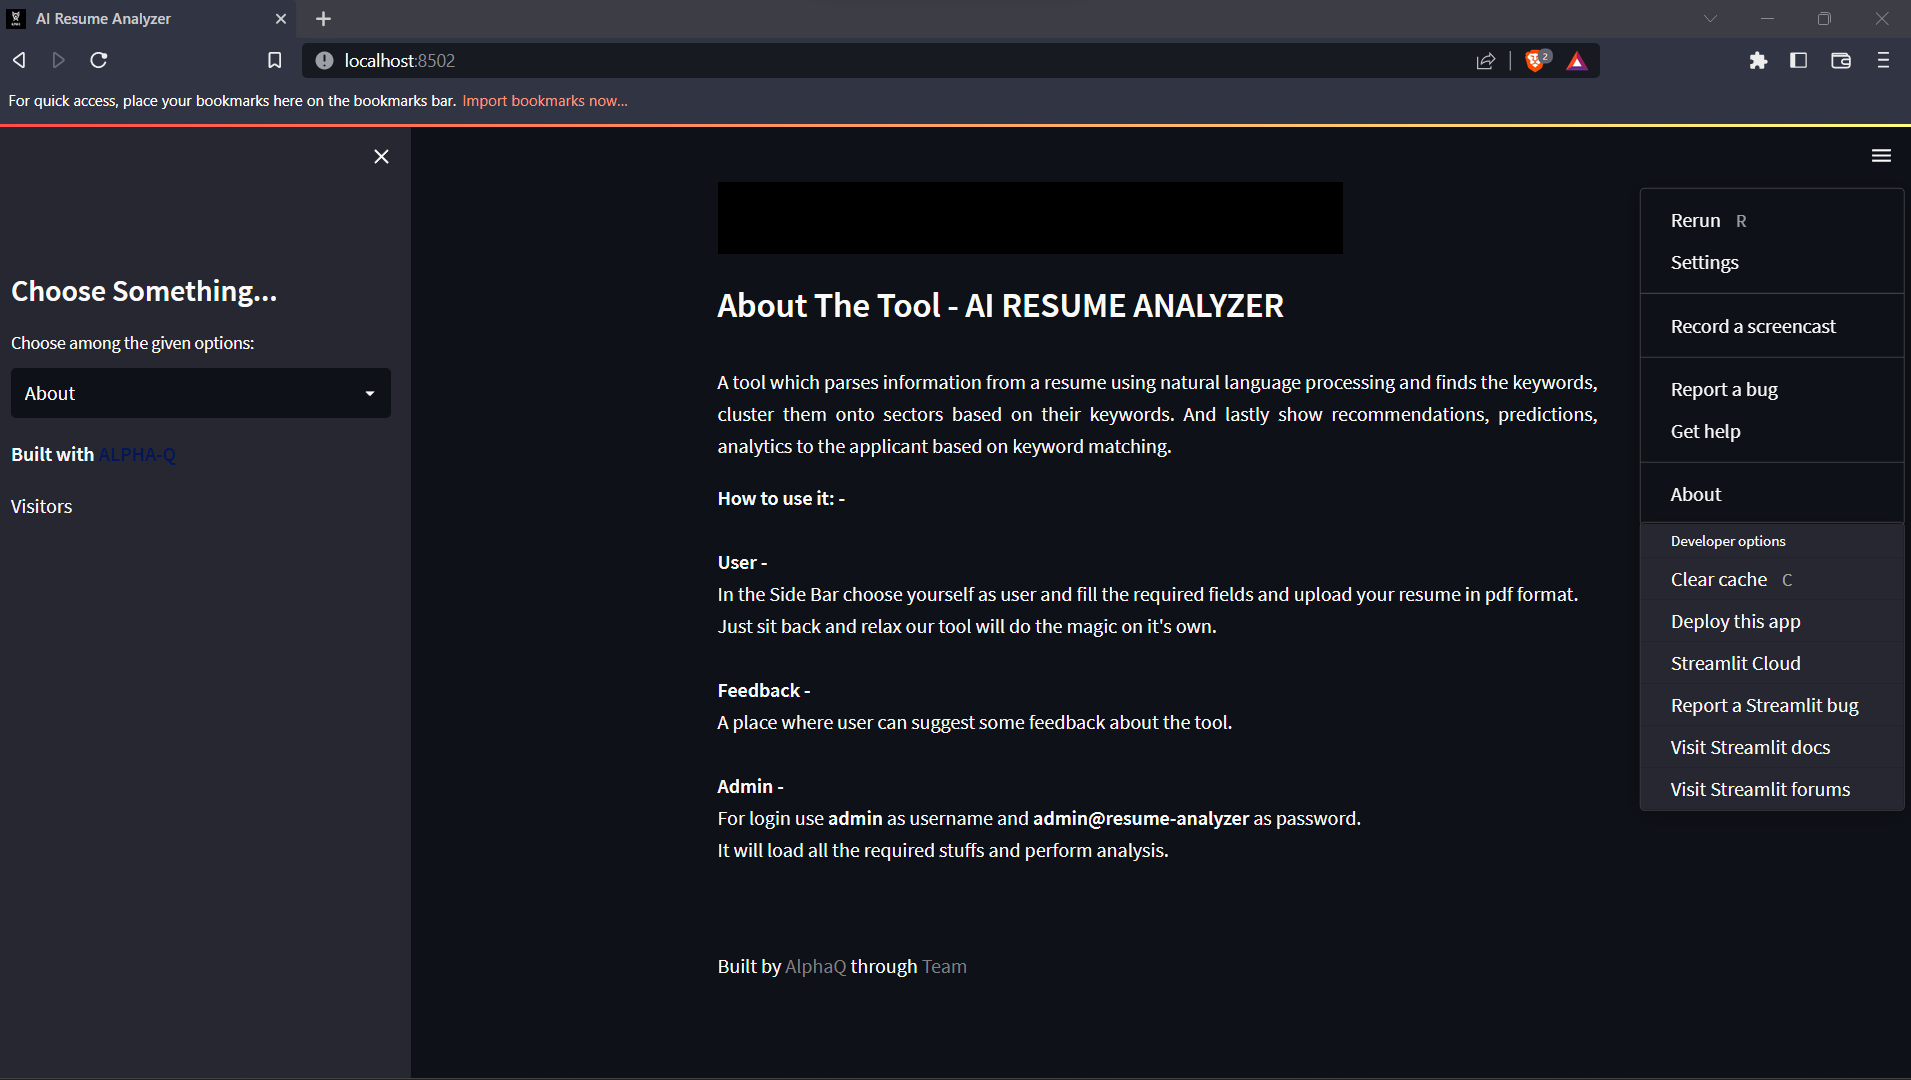 AI Resume Analyzer
localhost:8502
2
For quick access, place your bookmarks here on the bookmarks bar. Import bookmarks now...
Choose Something...
Choose among the given options:
About
Built with ALPHA-Q
Visitors
About The Tool - AI RESUME ANALYZER
A tool which parses information from a resume using natural language processing and finds the keywords,
cluster them onto sectors based on their keywords. And lastly show recommendations, predictions,
analytics to the applicant based on keyword matching.
How to use it: -
User -
In the Side Bar choose yourself as user and fill the required fields and upload your resume in pdf format.
Just sit back and relax our tool will do the magic on it's own.
Feedback -
A place where user can suggest some feedback about the tool.
Admin -
For login use admin as username and admin@resume-analyzer as password.
It will load all the required stuffs and perform analysis.
Built by AlphaQ through Team
Rerun R
Settings
Record a screencast
Report a bug
Get help
About
Developer options
Clear cache C
Deploy this app
Streamlit Cloud
Report a Streamlit bug
Visit Streamlit docs
Visit Streamlit forums